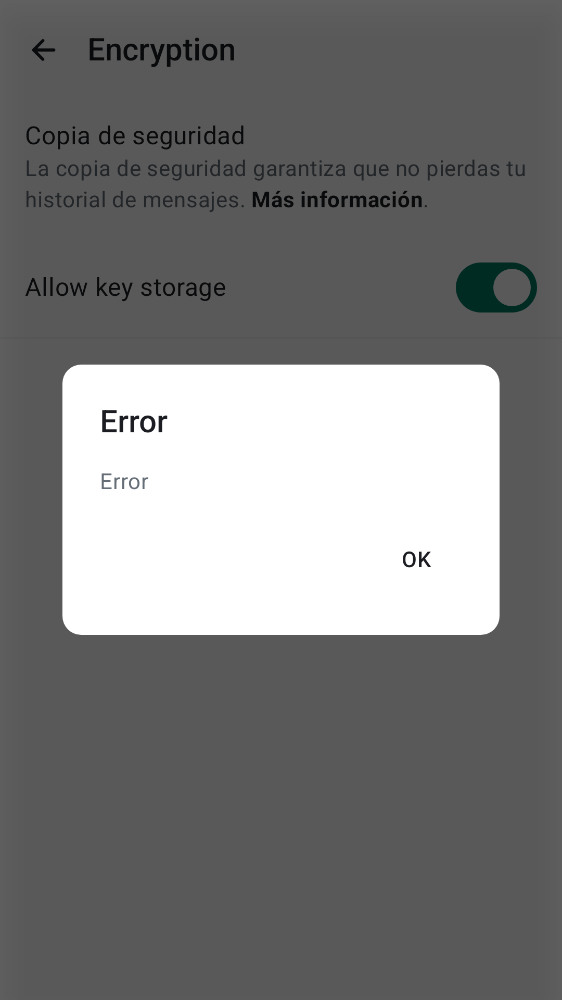 Encryption
Copia de seguridad
La copia de seguridad garantiza que no pierdas tu
historial de mensajes. Más información.
Allow key storage
Error
Error
OK